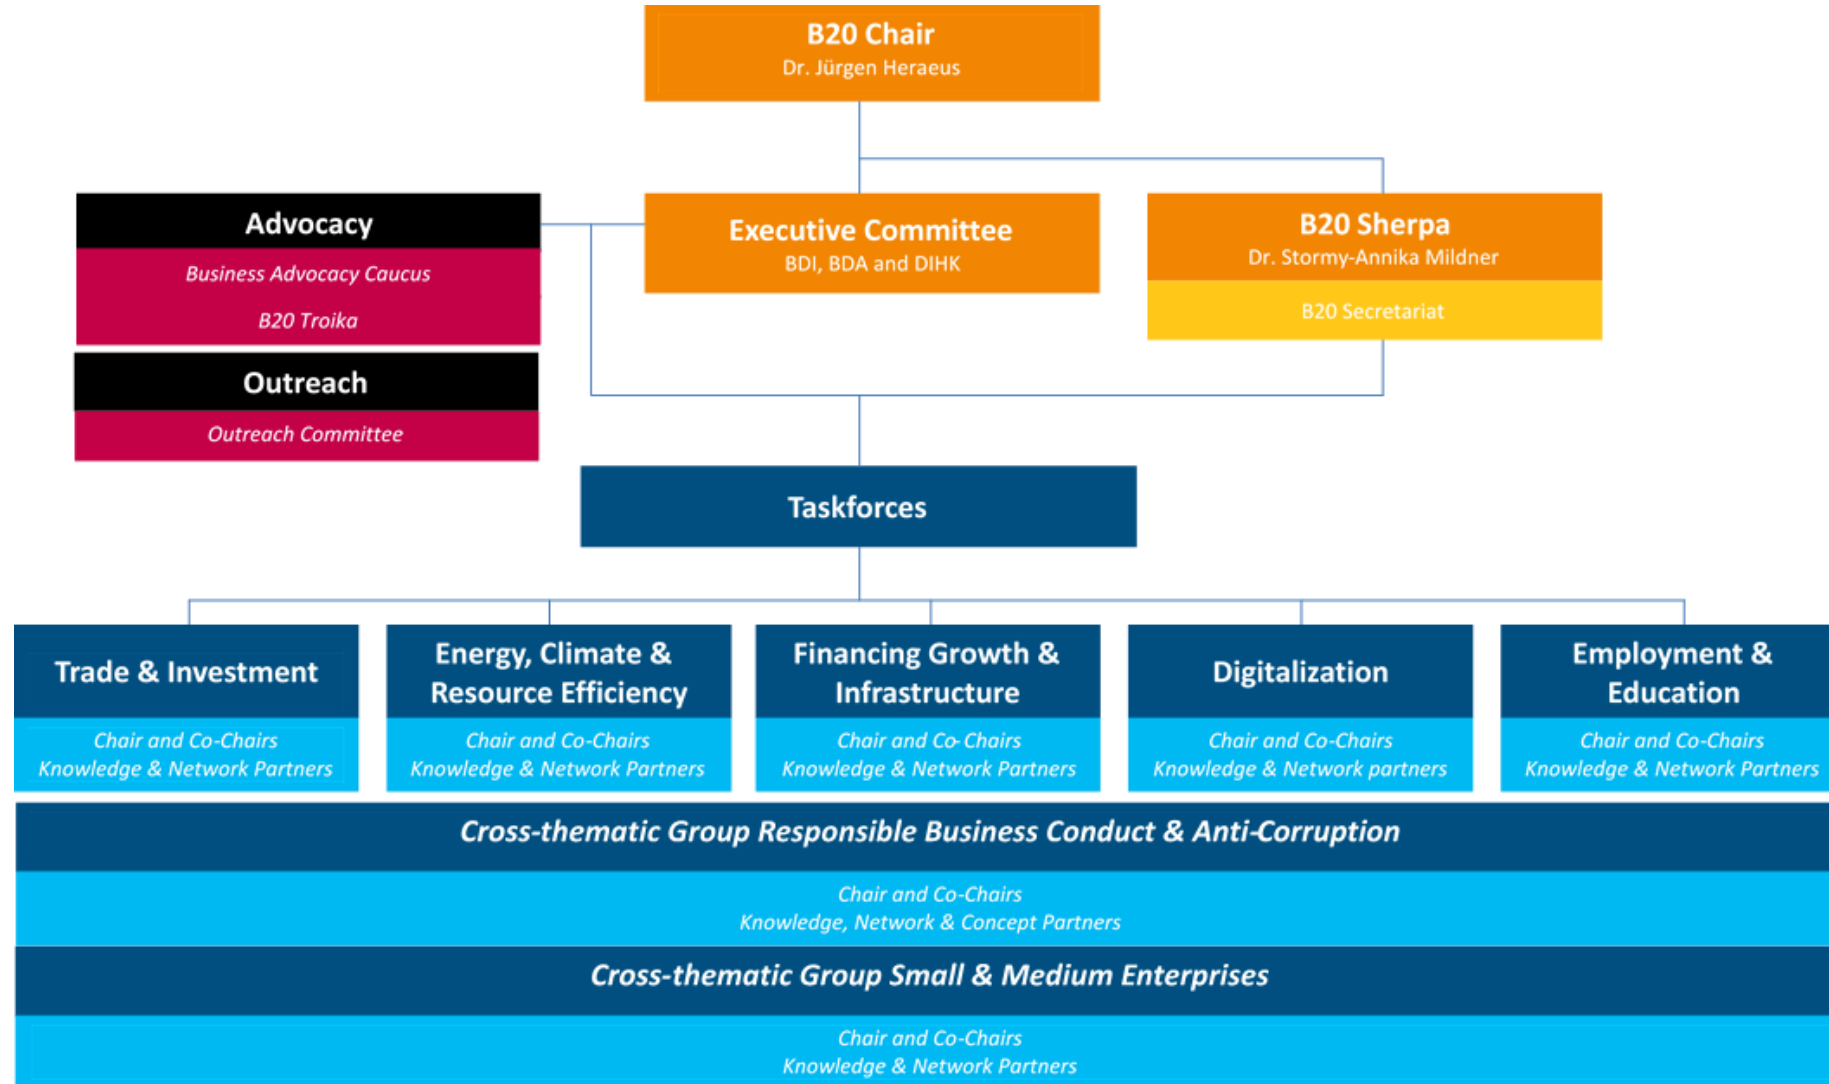 B20 Chair
Dr. Jürgen Heraeus
Advocacy
Business Advocacy Caucus
B20 Troika
Outreach
Outreach Committee
Executive Committee
BDI, BDA and DIHK
B20 Sherpa
Dr. Stormy-Annika Mildner
B20 Secretariat
Taskforces
Trade & Investment
Chair and Co-Chairs
Knowledge & Network Partners
Energy, Climate &
Resource Efficiency
Chair and Co-Chairs
Knowledge & Network Partners
Financing Growth &
Infrastructure
Chair and Co-Chairs
Knowledge & Network Partners
Digitalization
Chair and Co-Chairs
Knowledge & Network partners
Employment &
Education
Chair and Co-Chairs
Knowledge & Network Partners
Cross-thematic Group Responsible Business Conduct & Anti-Corruption
Chair and Co-Chairs
Knowledge, Network & Concept Partners
Cross-thematic Group Small & Medium Enterprises
Chair and Co-Chairs
Knowledge & Network Partners